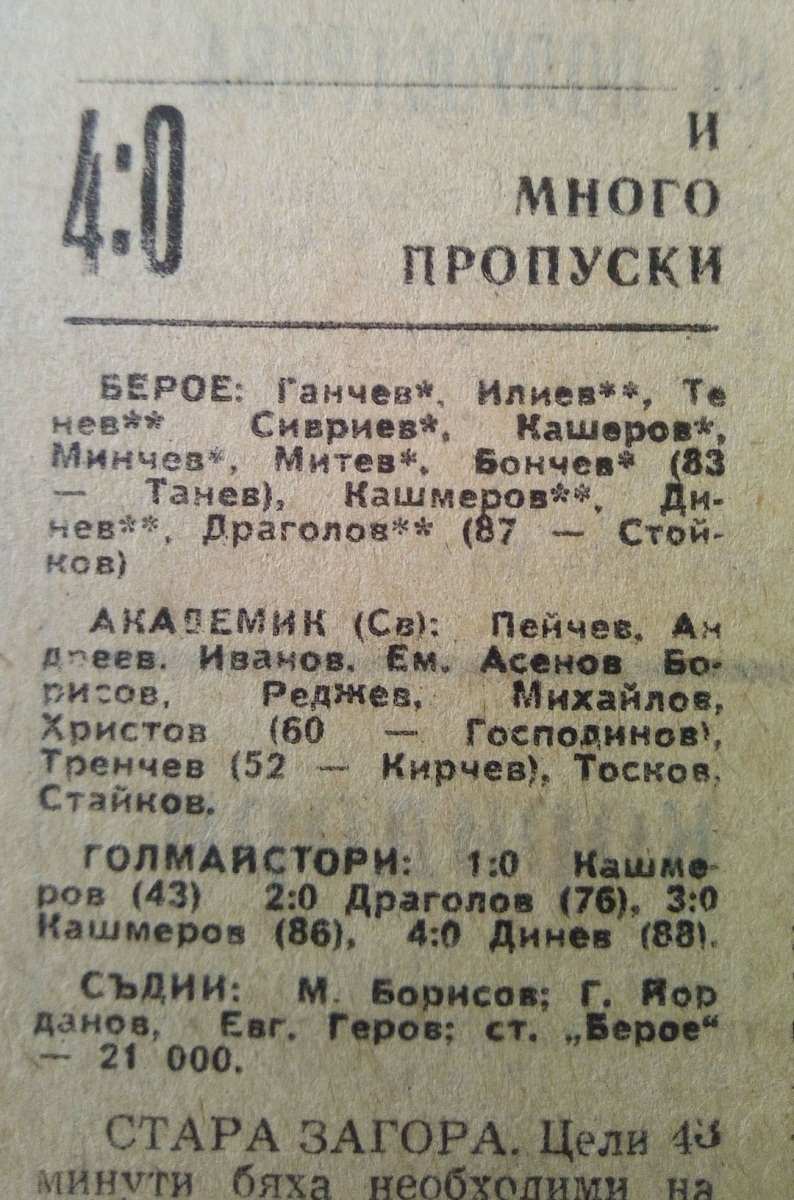 4:0
И
МНОГО
ПРОПУСКИ
БЕРОЕ: Ганчев*, Илиев**, Те
нев** Сивриев*, Кашеров*,
Минчев*, Митев*, Бончев* (83
— Танев), Кашмеров**, Ди-
нев**, Драголов** (87 — Стой-
ков)
АКАДЕМИК (Св): Пейчев, Ан
дреев, Иванов, Ем. Асенов Бо-
рисов, Реджев, Михайлов,
Христов (60 — Господинов),
Тренчев (52 — Кирчев), Тосков,
Стайков.
ГОЛМАЙСТОРИ: 1:0 Кашме-
ров (43) 2:0 Драголов (76), 3:0
Кашмеров (86), 4:0 Динев (88).
СЪДИИ: М. Борисов; Г. Йор
данов, Евг. Геров; ст. „Берое“
— 21 000.
СТАРА ЗАГОРА. Цели 43
минути бяха необходими на